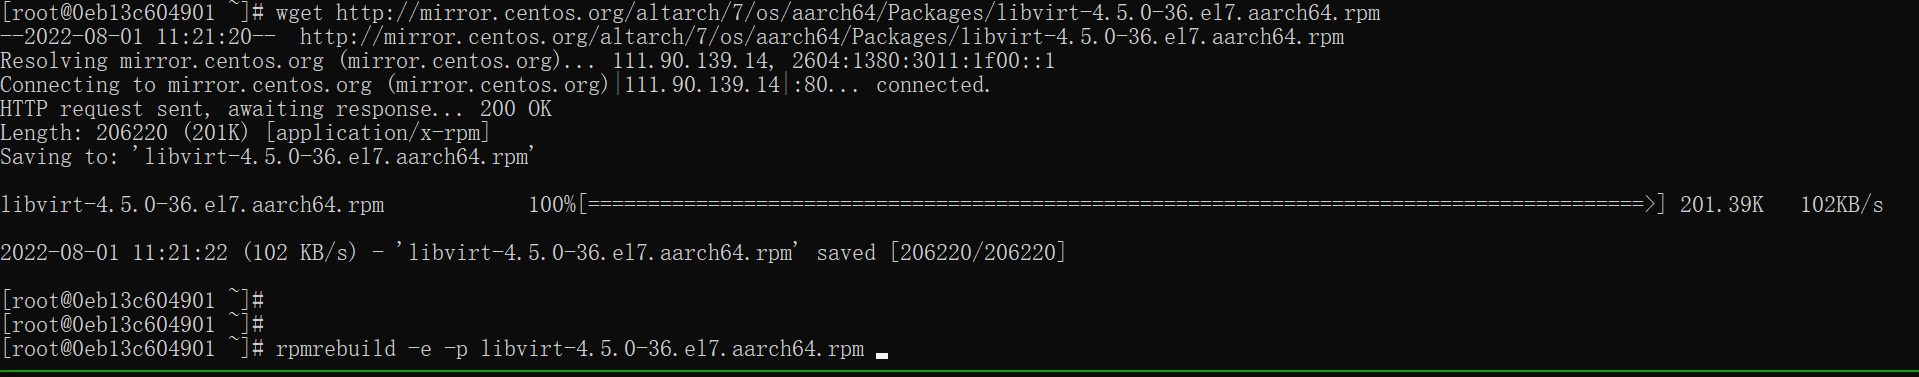 [root@0eb13c604901 ~]# wget http://mirror.centos.org/altarch/7/os/aarch64/Packages/libvirt-4.5.0-36.el7.aarch64.rpm
--2022-08-01 11:21:20--  http://mirror.centos.org/altarch/7/os/aarch64/Packages/libvirt-4.5.0-36.el7.aarch64.rpm
Resolving mirror.centos.org (mirror.centos.org)... 111.90.139.14, 2604:1380:3011:1f00::1
Connecting to mirror.centos.org (mirror.centos.org)|111.90.139.14|:80... connected.
HTTP request sent, awaiting response... 200 OK
Length: 206220 (201K) [application/x-rpm]
Saving to: 'libvirt-4.5.0-36.el7.aarch64.rpm'
libvirt-4.5.0-36.el7.aarch64.rpm            100%[========================================================================================>] 201.39K   102KB/s
2022-08-01 11:21:22 (102 KB/s) - 'libvirt-4.5.0-36.el7.aarch64.rpm' saved [206220/206220]
[root@0eb13c604901 ~]#
[root@0eb13c604901 ~]#
[root@0eb13c604901 ~]# rpmrebuild -e -p libvirt-4.5.0-36.el7.aarch64.rpm